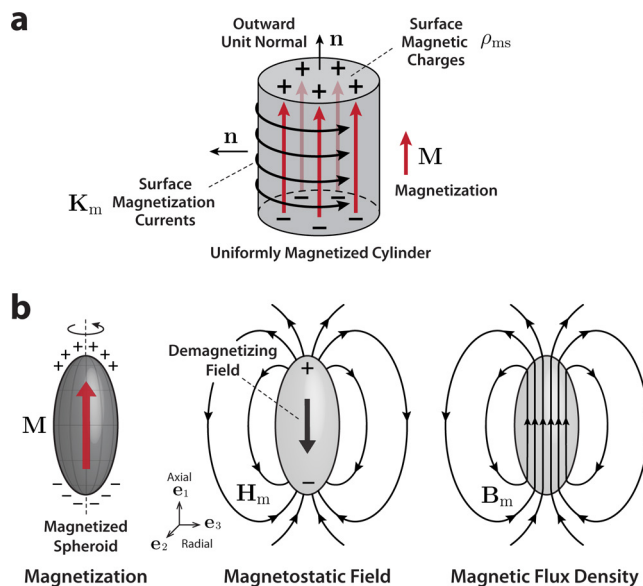 a
Outward
Unit Normal
n
Surface
Magnetic
Charges
ρms
+ +
+ + +
n
M
Magnetization
Km
Surface
Magnetization
Currents
− −
− − −
Uniformly Magnetized Cylinder
b
+ + + + + + + +
M
− − − − − − − −
Magnetized
Spheroid
Axial
e1
e3
e2
Radial
Magnetization
Demagnetizing
Field
+
Hm
−
Magnetostatic Field
Bm
Magnetic Flux Density